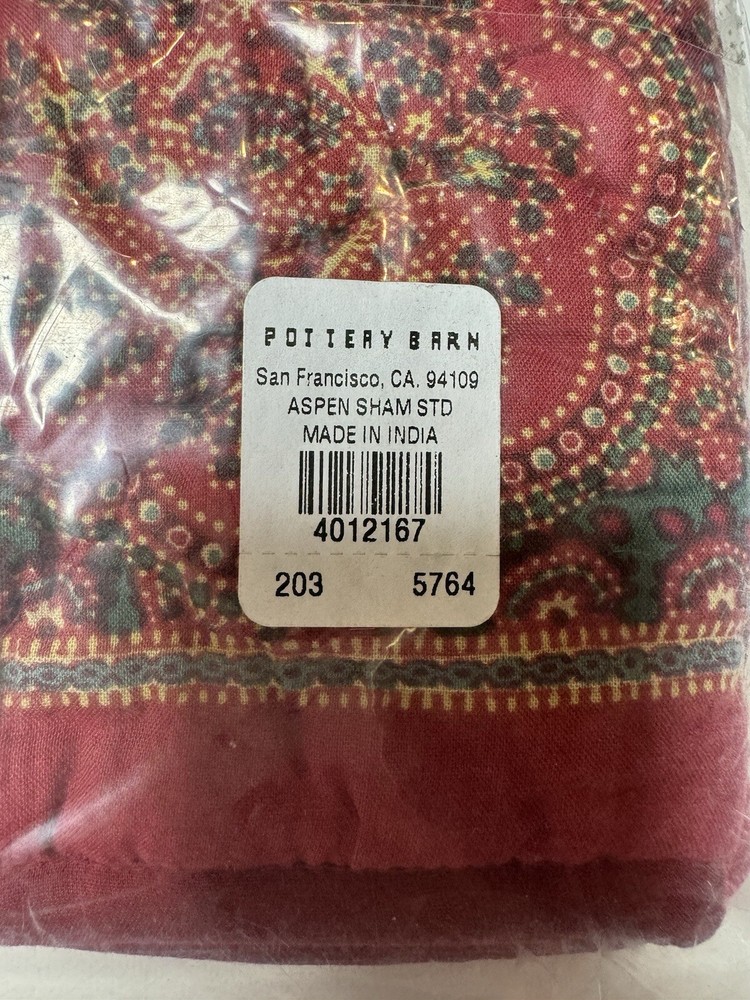 POTTERY BARN
San Francisco, CA. 94109
ASPEN SHAM STD
MADE IN INDIA
4012167
203 5764